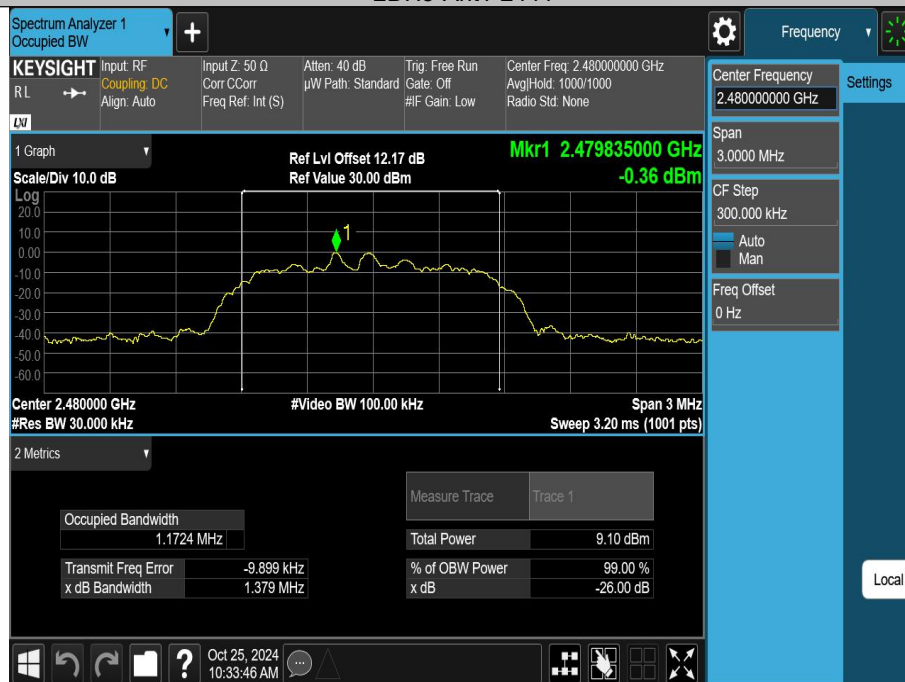 Spectrum Analyzer 1
Occupied BW
Frequency
KEYSIGHT
RL
LXI
Input: RF
Coupling: DC
Align: Auto
Input Z: 50 Ω
Corr CCorr
Freq Ref: Int (S)
Atten: 40 dB
µW Path: Standard
Trig: Free Run
Gate: Off
#IF Gain: Low
Center Freq: 2.480000000 GHz
Avg|Hold: 1000/1000
Radio Std: None
Center Frequency
2.480000000 GHz
Settings
Span
3.0000 MHz
CF Step
300.000 kHz
Auto
Man
Freq Offset
0 Hz
Local
1 Graph
Scale/Div 10.0 dB
Ref Lvl Offset 12.17 dB
Ref Value 30.00 dBm
Mkr1 2.479835000 GHz
-0.36 dBm
Log
20.0
10.0
0.00
-10.0
-20.0
-30.0
-40.0
-50.0
-60.0
1
Center 2.480000 GHz
#Video BW 100.00 kHz
Span 3 MHz
#Res BW 30.000 kHz
Sweep 3.20 ms (1001 pts)
2 Metrics
Measure Trace Trace 1
Occupied Bandwidth
1.1724 MHz
Total Power 9.10 dBm
Transmit Freq Error -9.899 kHz
% of OBW Power 99.00 %
x dB Bandwidth 1.379 MHz
x dB -26.00 dB
Oct 25, 2024
10:33:46 AM